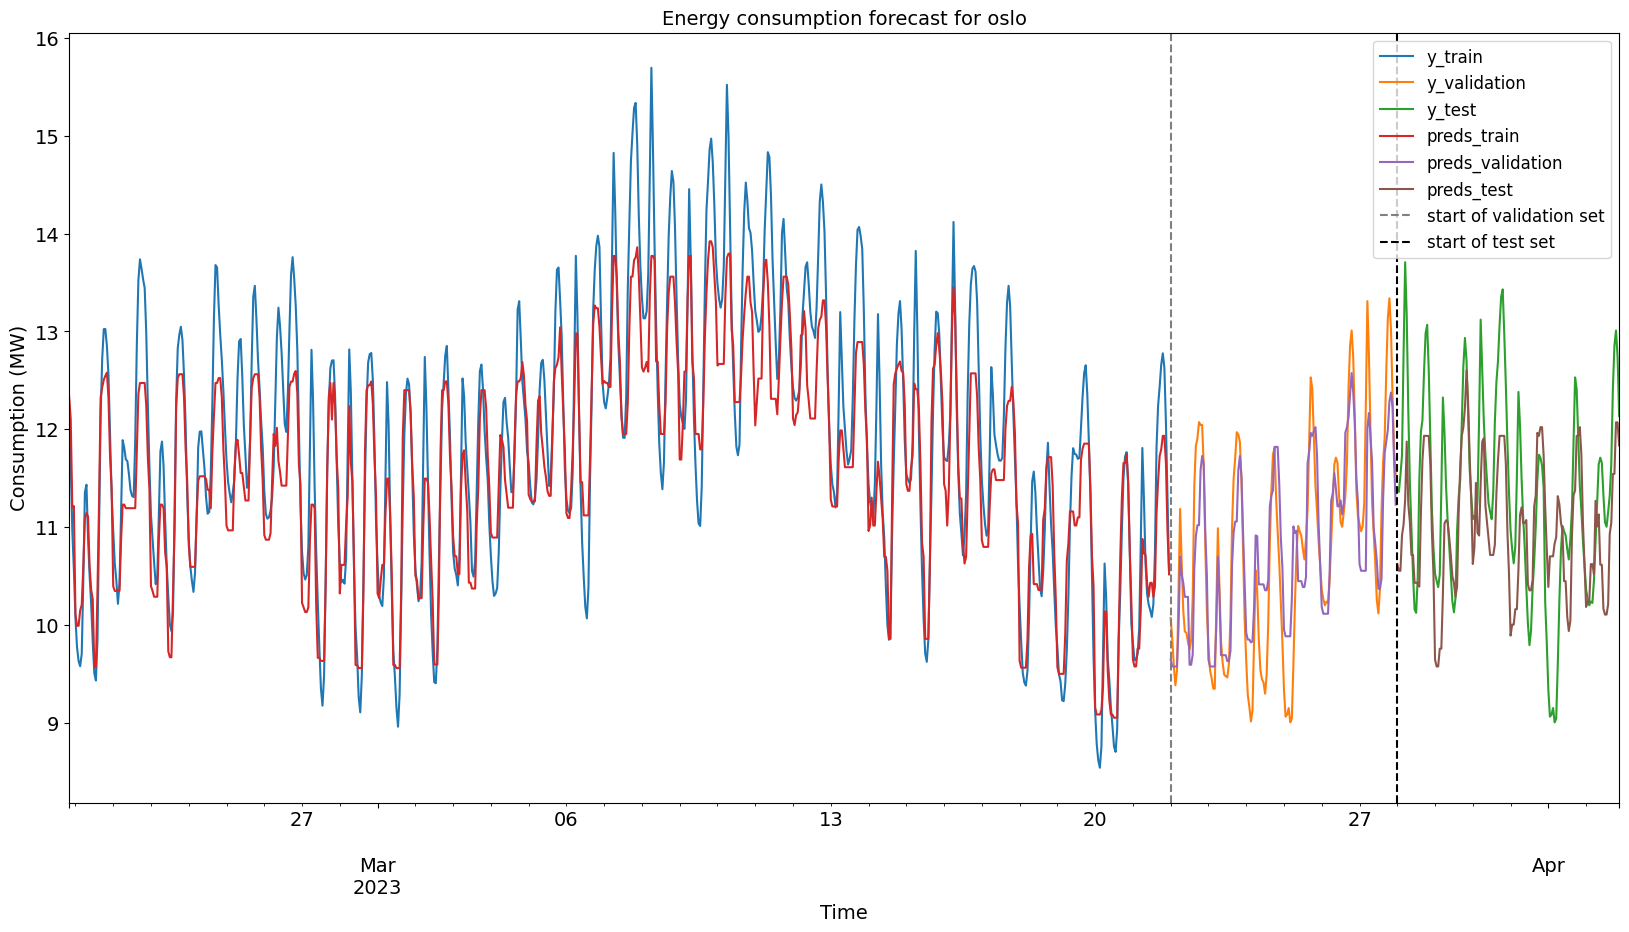 Energy consumption forecast for oslo
16
15
14
13
12
11
10
9
Consumption (MW)
y_train
y_validation
y_test
preds_train
preds_validation
preds_test
start of validation set
start of test set
27
06
13
20
27
Mar
2023
Apr
Time